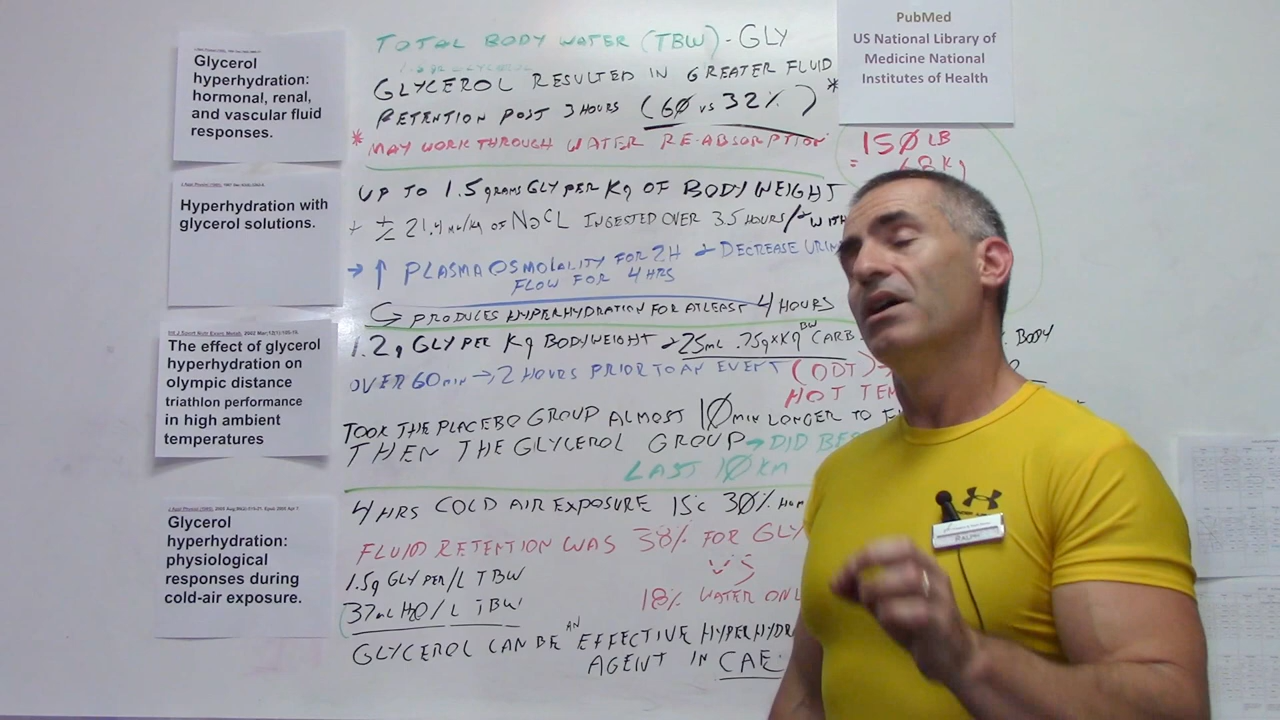 PubMed
US National Library of
Medicine National
Institutes of Health
Glycerol
hyperhydration:
hormonal, renal,
and vascular fluid
responses.
TOTAL BODY WATER (TBW) - GLY
GLYCEROL RESULTED IN GREATER FLUID
RETENTION POST 3 HOURS (60 vs 32%) *
* MAY WORK THROUGH WATER RE-ABSORPTION
150 LB
= 68 Kg
Hyperhydration with
glycerol solutions.
UP TO 1.5 grams GLY PER Kg OF BODYWEIGHT
21.4 mL/Kg OF NaCL INGESTED OVER 3.5 HOURS
→ ↑ PLASMA OSMOLALITY FOR 2H & DECREASE
FLOW FOR 4 HRS
PRODUCES HYPERHYDRATION FOR AT LEAST 4 HOURS
The effect of glycerol
hyperhydration on
olympic distance
triathlon performance
in high ambient
temperatures
1.2g GLY PER Kg BODYWEIGHT & 25mL .75g x Kg BW CARB
BODY
OVER 60 min → 2 HOURS PRIOR TO AN EVENT (ODT)
HOT
TOOK THE PLACEBO GROUP ALMOST 10 min LONGER TO
THEN THE GLYCEROL GROUP → DID
LAST 10 KM
Glycerol
hyperhydration:
physiological
responses during
cold-air exposure.
4 HRS COLD AIR EXPOSURE 15c 30%
FLUID RETENTION WAS 38% FOR GLY
VS
1.5g GLY PER/L TBW
18% WATER
37mL H2O/L TBW
GLYCEROL CAN BE AN EFFECTIVE
AGENT IN CAE
RALPH